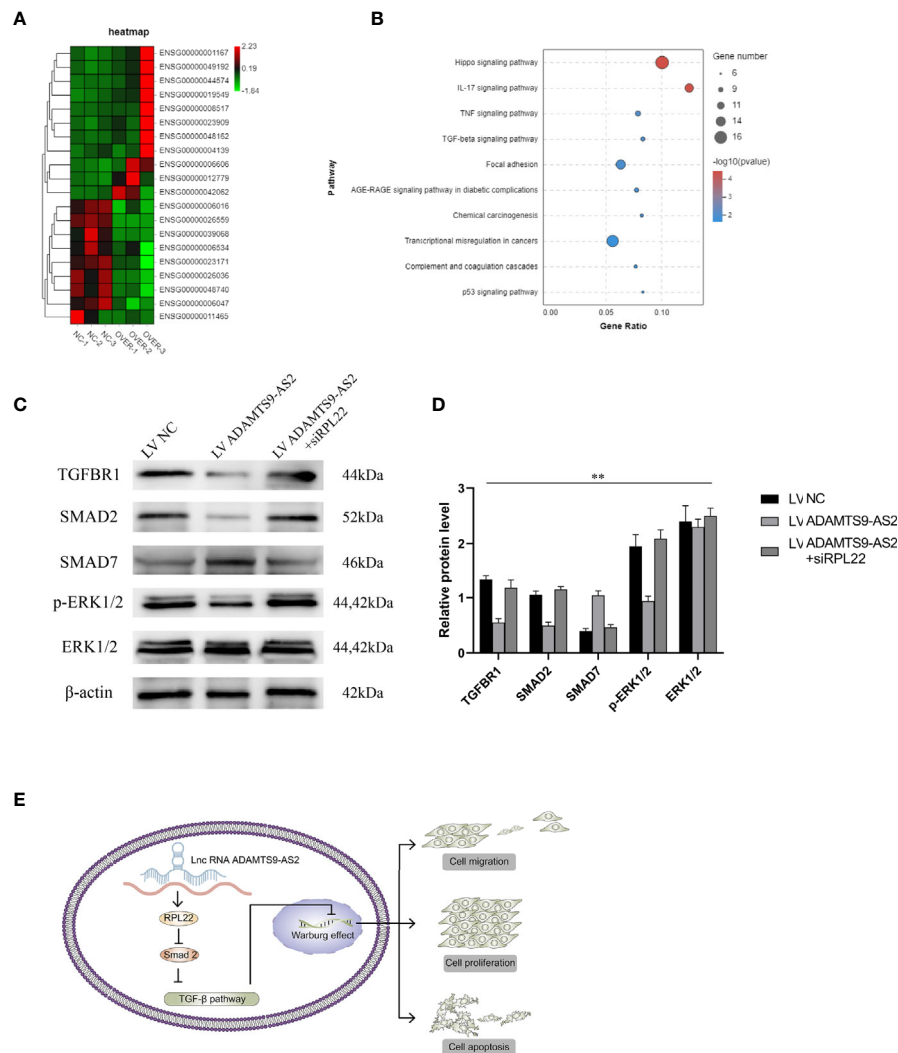 A
heatmap
2.23
0.19
-1.64
ENSG00000001167
ENSG00000049192
ENSG00000044574
ENSG00000019549
ENSG00000008517
ENSG00000023909
ENSG00000048162
ENSG00000004139
ENSG00000006606
ENSG00000012779
ENSG00000042062
ENSG00000006016
ENSG00000026559
ENSG00000039068
ENSG00000006534
ENSG00000023171
ENSG00000026036
ENSG00000048740
ENSG00000006047
ENSG00000011465
NC-1
NC-2
NC-3
OVER-1
OVER-2
OVER-3
B
Pathway
Hippo signaling pathway
IL-17 signaling pathway
TNF signaling pathway
TGF-beta signaling pathway
Focal adhesion
AGE-RAGE signaling pathway in diabetic complications
Chemical carcinogenesis
Transcriptional misregulation in cancers
Complement and coagulation cascades
p53 signaling pathway
0.00
0.05
0.10
Gene Ratio
Gene number
6
9
11
14
16
-log10(pvalue)
4
3
2
C
LV NC
LV ADAMTS9-AS2
LV ADAMTS9-AS2
+siRPL22
TGFBR1 44kDa
SMAD2 52kDa
SMAD7 46kDa
p-ERK1/2 44,42kDa
ERK1/2 44,42kDa
β-actin 42kDa
D
Relative protein level
3
2
1
0
**
TGFBR1
SMAD2
SMAD7
p-ERK1/2
ERK1/2
LV NC
LV ADAMTS9-AS2
LV ADAMTS9-AS2
+siRPL22
E
Lnc RNA ADAMTS9-AS2
RPL22
Smad 2
TGF-β pathway
Warburg effect
Cell migration
Cell proliferation
Cell apoptosis